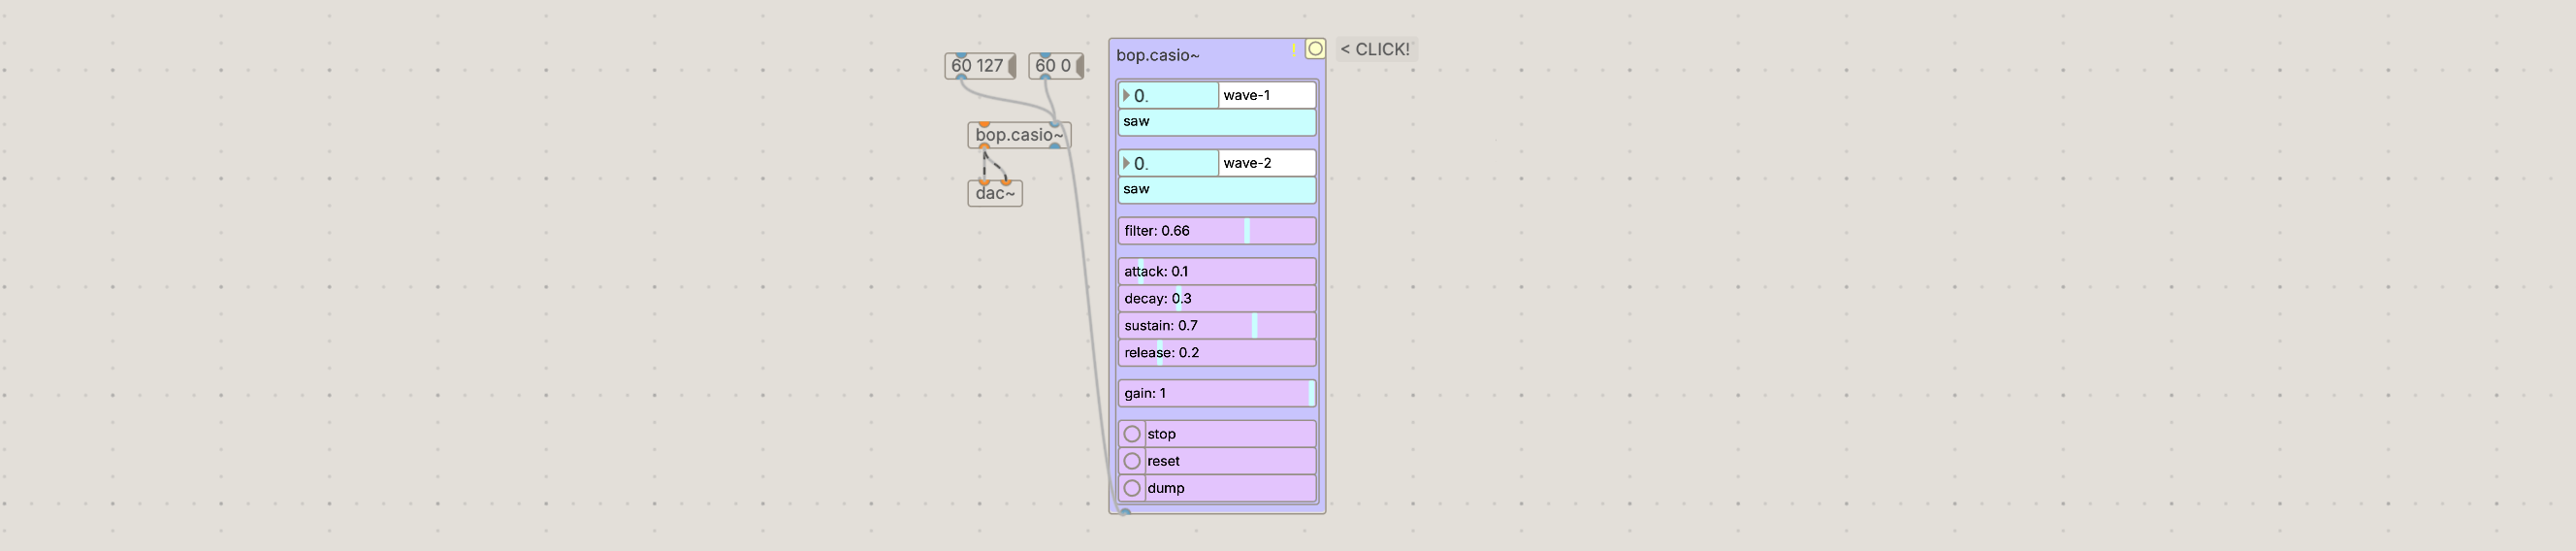 60 127
60 0
bop.casio~
dac~
bop.casio~
!
< CLICK!
0.
wave-1
saw
0.
wave-2
saw
filter: 0.66
attack: 0.1
decay: 0.3
sustain: 0.7
release: 0.2
gain: 1
stop
reset
dump